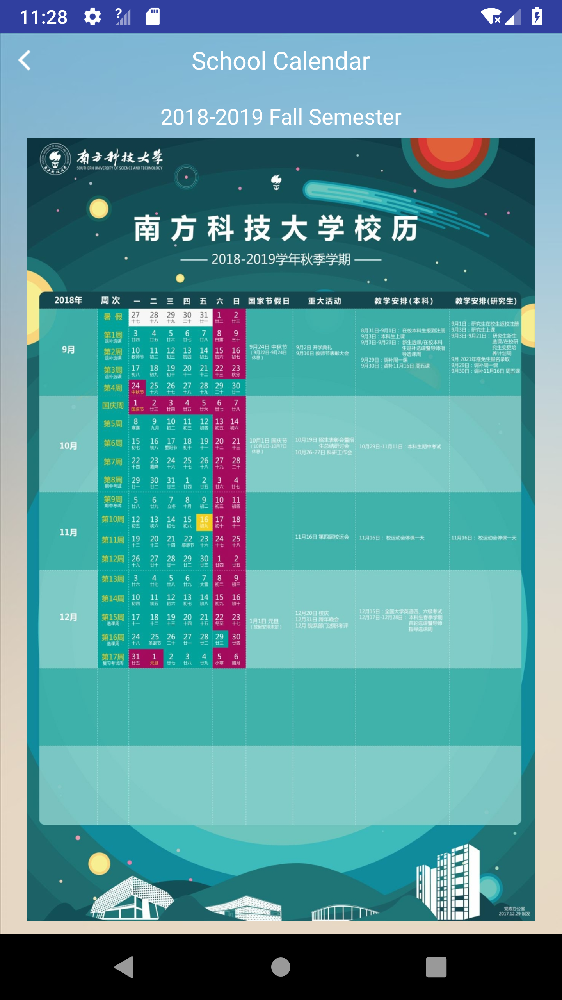 11:28
School Calendar
2018-2019 Fall Semester
南方科技大学
SOUTHERN UNIVERSITY OF SCIENCE AND TECHNOLOGY
南方科技大学校历
2018-2019学年秋季学期
2018年 周次 一 二 三 四 五 六 日 国家节假日 重大活动 教学安排(本科) 教学安排(研究生)
9月
暑 假 27 28 29 30 31 1 2
十七 十八 十九 二十 廿一 廿二 廿三
第1周 3 4 5 6 7 8 9
退补选课 廿四 廿五 廿六 廿七 廿八 白露 三十
第2周 10 11 12 13 14 15 16
退补选课 教师节 初二 初三 初四 初五 初六 初七
第3周 17 18 19 20 21 22 23
退补选课 初八 初九 初十 十一 十二 十三 秋分
第4周 24 25 26 27 28 29 30
中秋节 十六 十七 十八 十九 二十 廿一
9月24日 中秋节
(9月22日-9月24日
休息)
9月2日 开学典礼
9月10日 教师节表彰大会
8月31日-9月1日： 在校本科生报到注册
9月3日：本科生上课
9月3日-9月23日： 新生选课/在校本科
生退补选课暨导师指
导选课周
9月29日：调补周一课
9月30日：调补11月16日 周五课
9月1日：研究生在校生返校注册
9月3日：研究生上课
9月3日-9月21日： 研究生新生
选课/在校研
究生变更培
养计划周
9月 2021年推免生报名录取
9月29日：调补周一课
9月30日：调补11月16日 周五课
10月
国庆周 1 2 3 4 5 6 7
国庆节 廿三 廿四 廿五 廿六 廿七 廿八
第5周 8 9 10 11 12 13 14
寒露 九月 初二 初三 初四 初五 初六
第6周 15 16 17 18 19 20 21
初七 初八 重阳节 初十 十一 十二 十三
第7周 22 23 24 25 26 27 28
十四 霜降 十六 十七 十八 十九 二十
第8周 29 30 31 1 2 3 4
期中考试 廿一 廿二 廿三 廿四 廿五 廿六 廿七
10月1日 国庆节
(10月1日-10月7日
休息)
10月19日 招生表彰会暨招
生总结研讨会
10月26-27日 科研工作会
10月29日-11月11日：本科生期中考试
11月
第9周 5 6 7 8 9 10 11
期中考试 廿八 廿九 立冬 十月 初二 初三 初四
第10周 12 13 14 15 16 17 18
初五 初六 初七 初八 初九 初十 十一
第11周 19 20 21 22 23 24 25
十二 十三 十四 感恩节 十六 十七 十八
第12周 26 27 28 29 30 1 2
十九 廿十 廿一 廿二 廿三 廿四 廿五
11月16日 第四届校运会
11月16日： 校运动会停课一天
11月16日： 校运动会停课一天
12月
第13周 3 4 5 6 7 8 9
廿六 廿七 廿八 廿九 大雪 初二 初三
第14周 10 11 12 13 14 15 16
初四 初五 初六 初七 初八 初九 初十
第15周 17 18 19 20 21 22 23
选课周 十一 十二 十三 十四 十五 冬至 十七
第16周 24 25 26 27 28 29 30
选课周 十八 圣诞节 二十 廿一 廿二 廿三 廿四
第17周 31 1 2 3 4 5 6
复习考试周 廿五 元旦 廿七 廿八 廿九 小寒 腊月
1月1日 元旦
(放假安排未定)
12月20日 校庆
12月31日 跨年晚会
12月 院系部门述职考评
12月15日：全国大学英语四、六级考试
12月17日-12月28日： 本科生春季学期
首轮选课暨导师
指导选课周
党政办公室
2017.12.29 制发